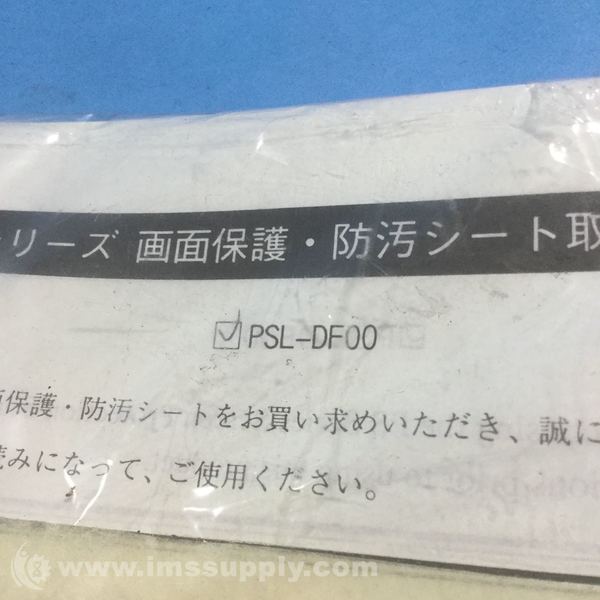 リーズ 画面保護・防汚シート取
☑PSL-DF00
保護・防汚シートをお買い求めいただき、誠に
読みになって、ご使用ください。
www.imssupply.com